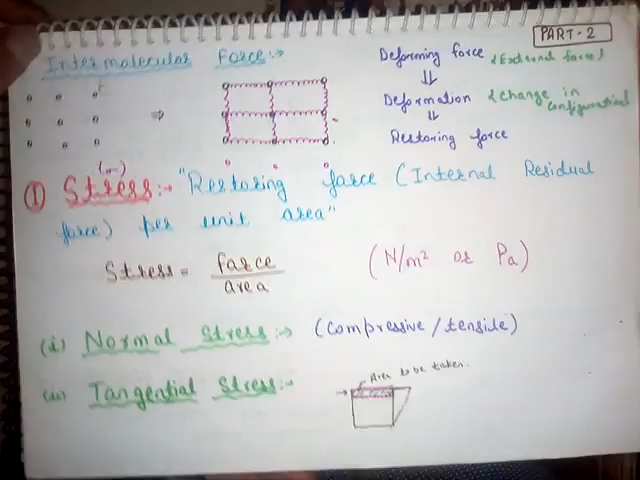 PART-2
Intermolecular Force:→
Deforming force (External force)
⇓
Deformation (Change in configuration)
⇓
Restoring force
⇒
① Stress:→ "Restoring force (Internal Residual
force) per unit area"
Stress = force / area (N/m² or Pa)
(i) Normal Stress:→ (Compressive/tensile)
(ii) Tangential Stress:→
Area to be taken.